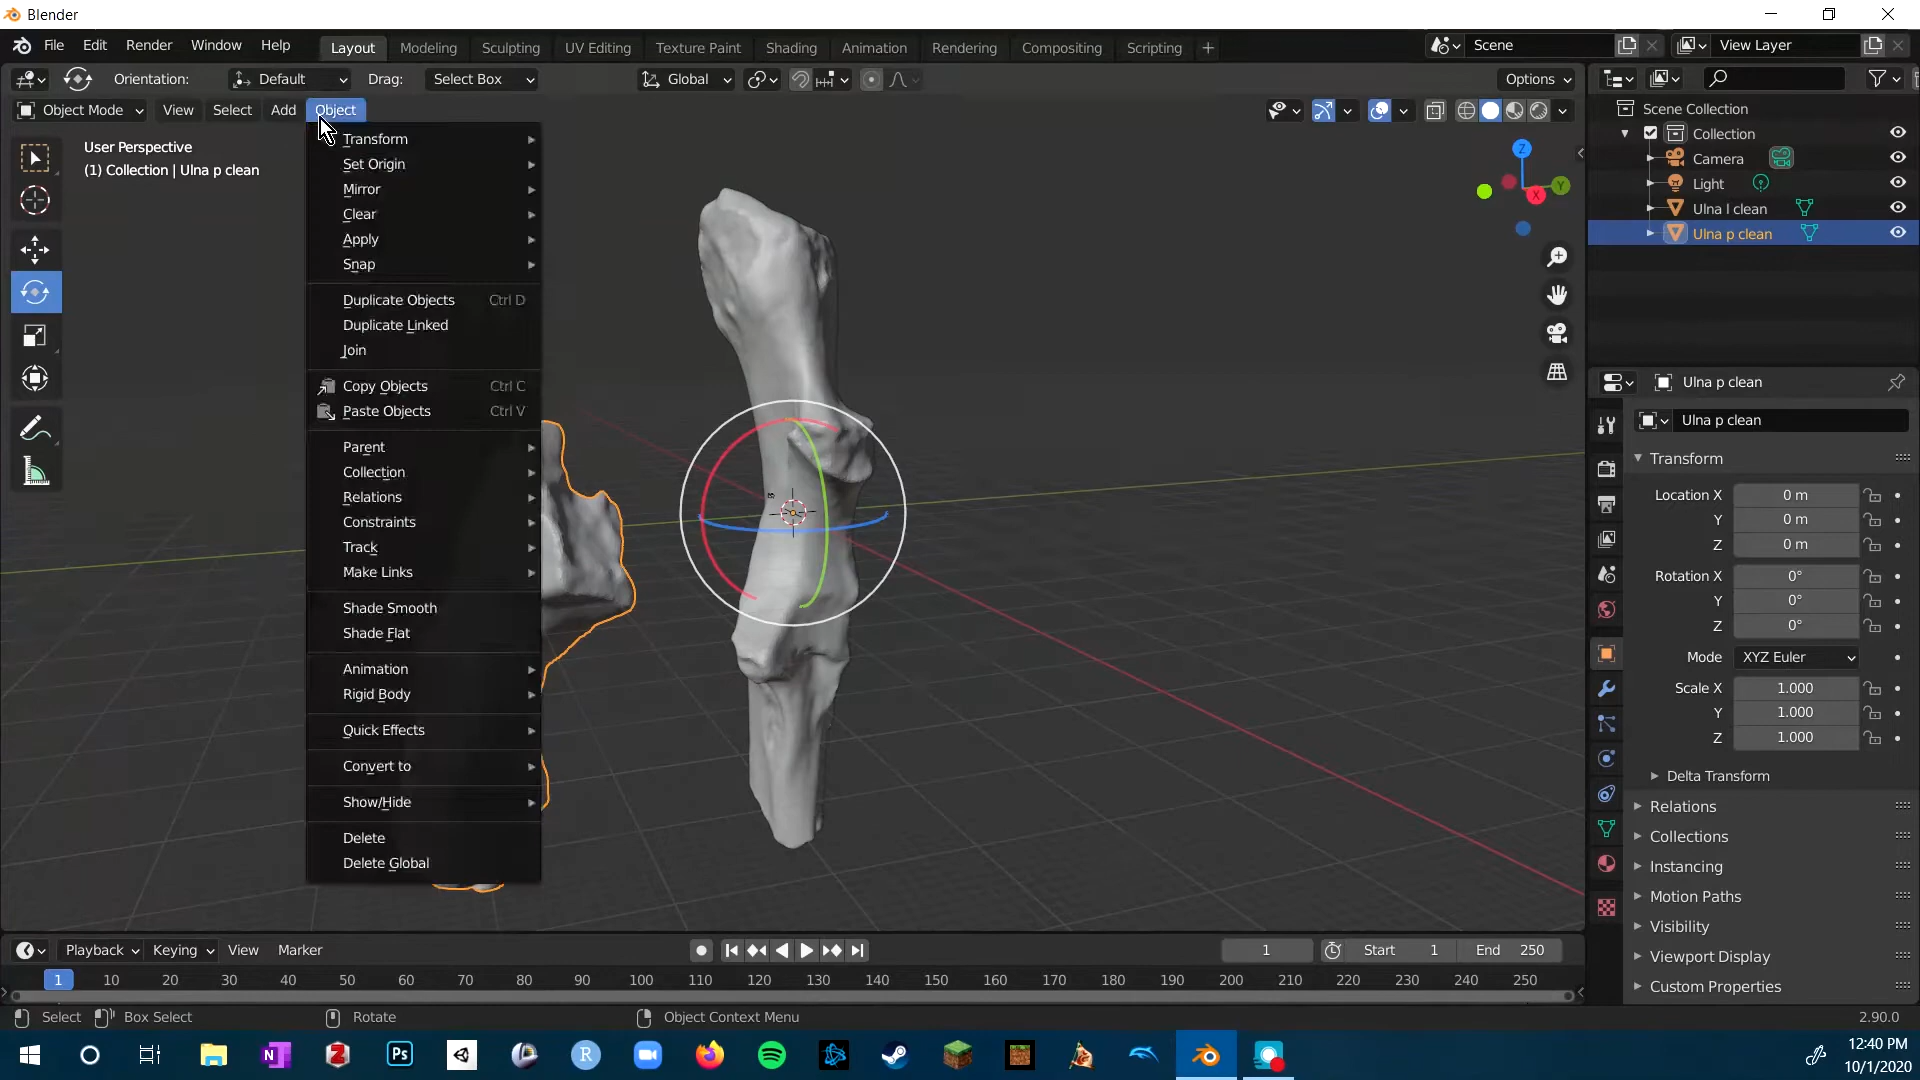 Blender
File Edit Render Window Help Layout Modeling Sculpting UV Editing Texture Paint Shading Animation Rendering Compositing Scripting + Scene View Layer
Orientation: Default Drag: Select Box Global Options
Object Mode View Select Add Object
User Perspective
(1) Collection | Ulna p clean
Transform
Set Origin
Mirror
Clear
Apply
Snap
Duplicate Objects Ctrl D
Duplicate Linked
Join
Copy Objects Ctrl C
Paste Objects Ctrl V
Parent
Collection
Relations
Constraints
Track
Make Links
Shade Smooth
Shade Flat
Animation
Rigid Body
Quick Effects
Convert to
Show/Hide
Delete
Delete Global
Z
Y
X
Scene Collection
Collection
Camera
Light
Ulna l clean
Ulna p clean
Ulna p clean
Ulna p clean
Transform
Location X 0 m
Y 0 m
Z 0 m
Rotation X 0°
Y 0°
Z 0°
Mode XYZ Euler
Scale X 1.000
Y 1.000
Z 1.000
Delta Transform
Relations
Collections
Instancing
Motion Paths
Visibility
Viewport Display
Custom Properties
Playback Keying View Marker 1 Start 1 End 250
1 10 20 30 40 50 60 70 80 90 100 110 120 130 140 150 160 170 180 190 200 210 220 230 240 250
Select Box Select Rotate Object Context Menu 2.90.0
N Z Ps R
12:40 PM
10/1/2020